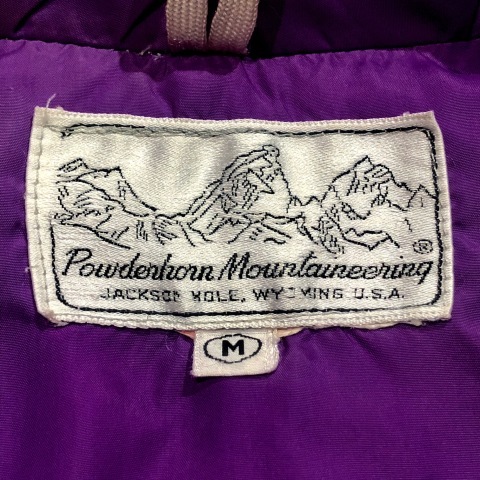 Powderhorn Mountaineering
®
JACKSON HOLE, WYOMING U.S.A.
M